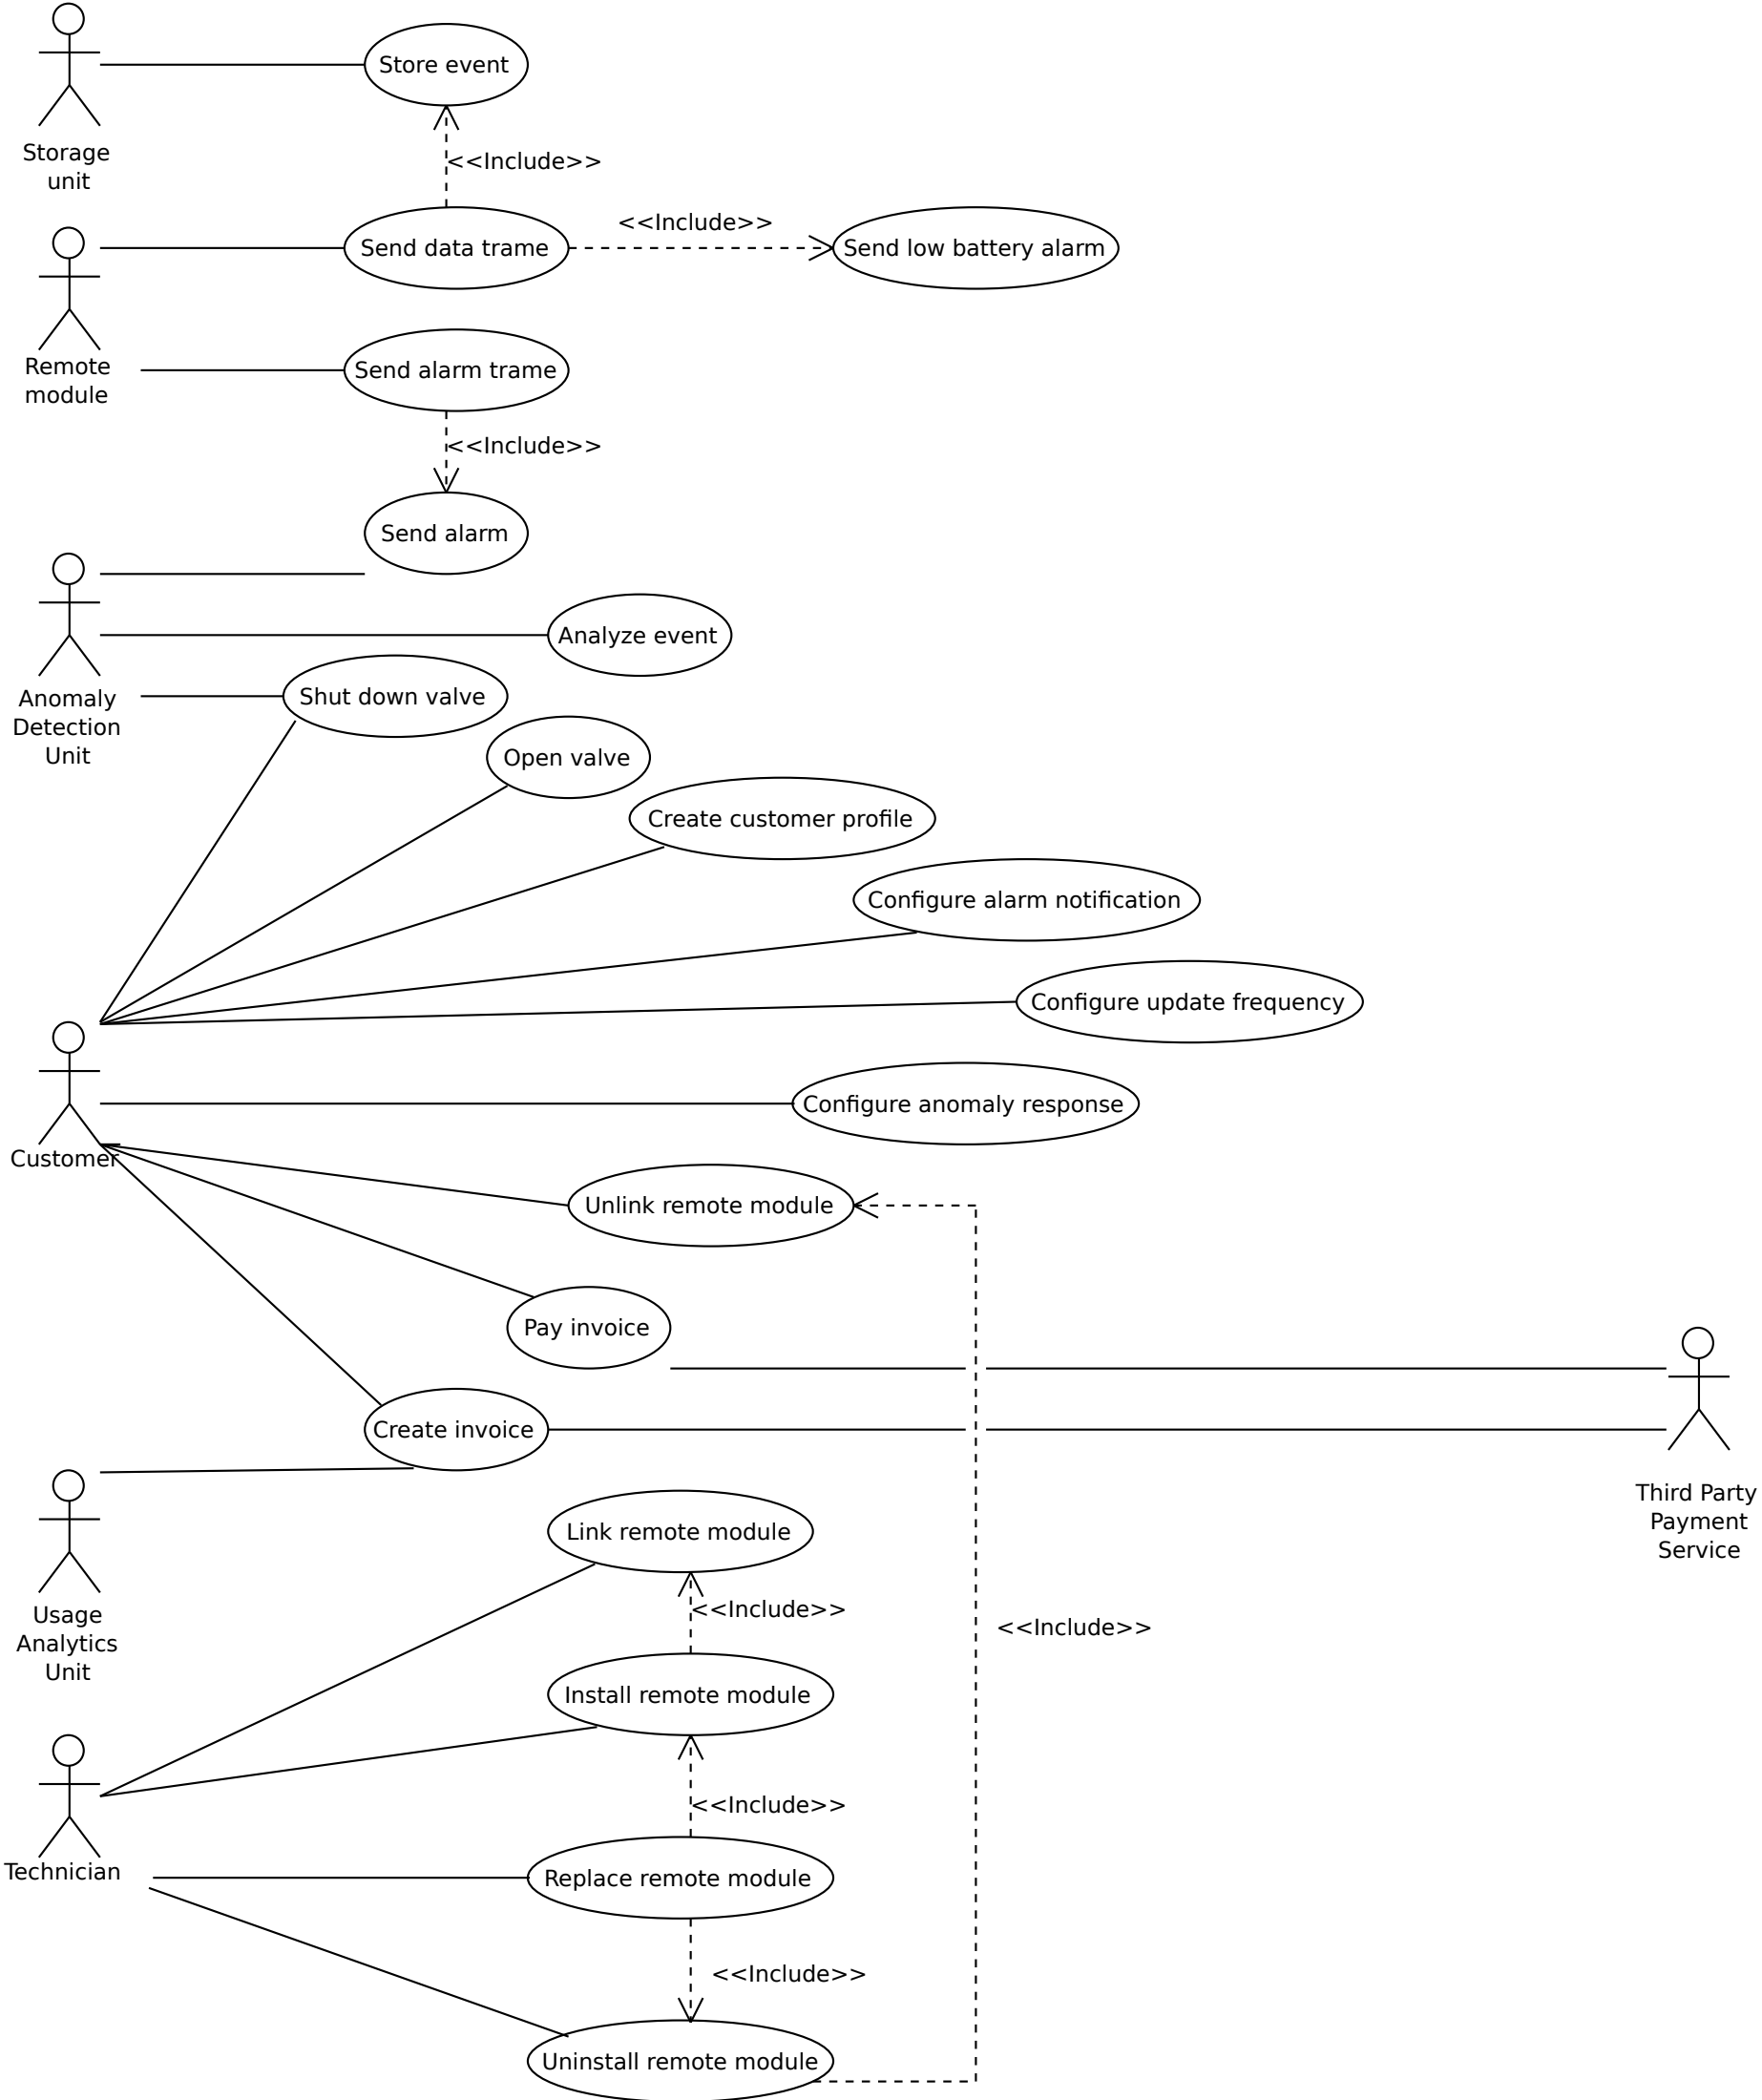 Store event
Storage
unit
<<Include>>
<<Include>>
Send data trame
Send low battery alarm
Remote
module
Send alarm trame
<<Include>>
Send alarm
Analyze event
Anomaly
Detection
Unit
Shut down valve
Open valve
Create customer profile
Configure alarm notification
Configure update frequency
Configure anomaly response
Customer
Unlink remote module
Pay invoice
Create invoice
Third Party
Payment
Service
Link remote module
Usage
Analytics
Unit
<<Include>>
<<Include>>
Install remote module
<<Include>>
Technician
Replace remote module
<<Include>>
Uninstall remote module